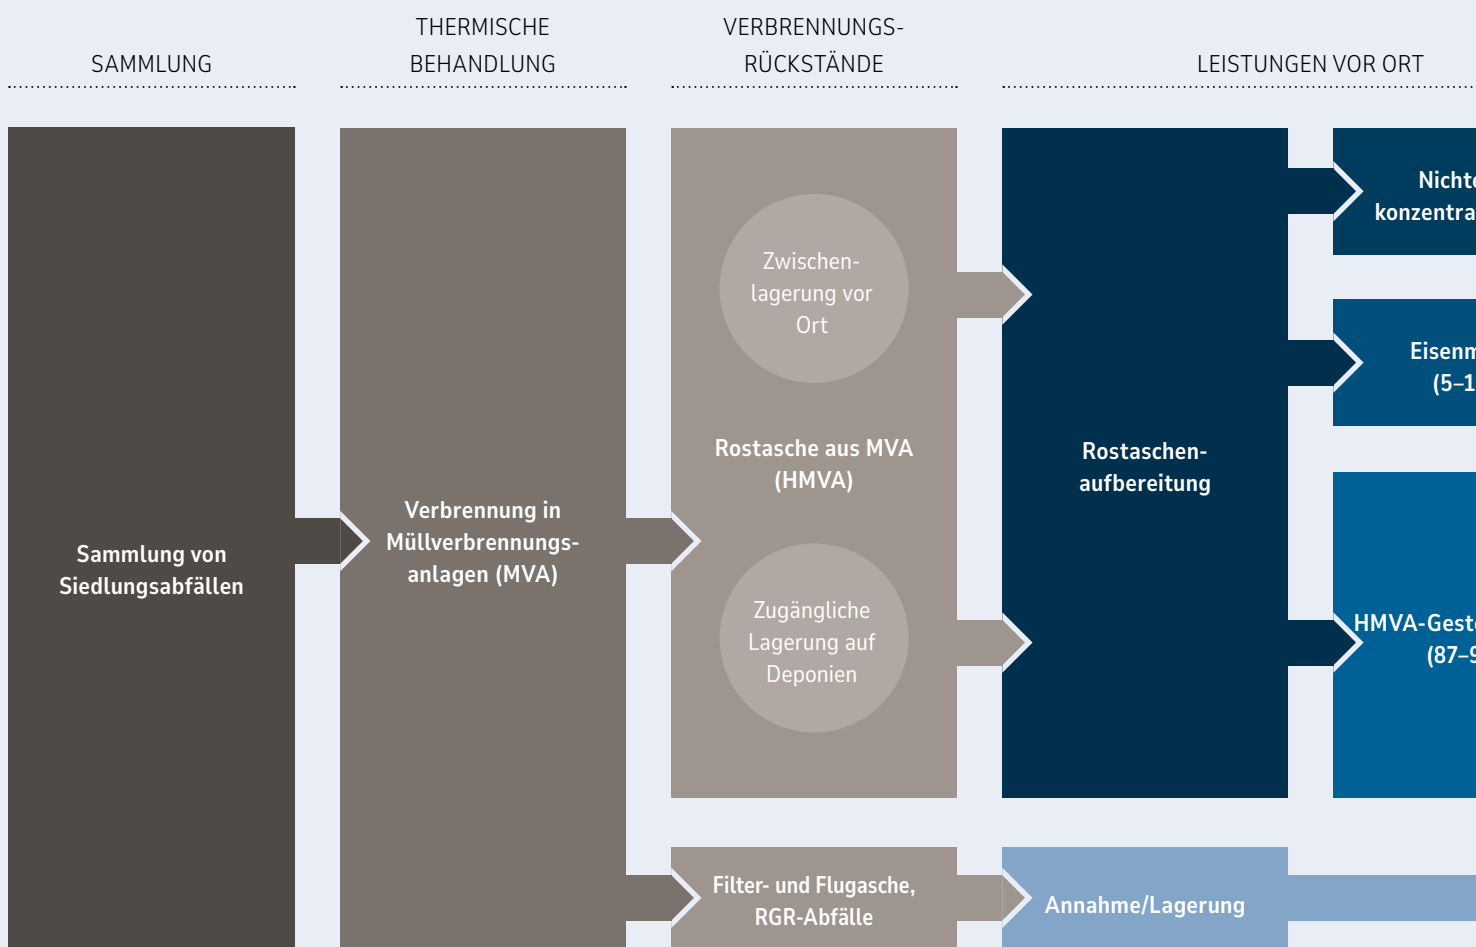 SAMMLUNG
THERMISCHE
BEHANDLUNG
VERBRENNUNGS-
RÜCKSTÄNDE
LEISTUNGEN VOR ORT
Sammlung von
Siedlungsabfällen
Verbrennung in
Müllverbrennungs-
anlagen (MVA)
Zwischen-
lagerung vor
Ort
Rostasche aus MVA
(HMVA)
Zugängliche
Lagerung auf
Deponien
Filter- und Flugasche,
RGR-Abfälle
Rostaschen-
aufbereitung
Annahme/Lagerung